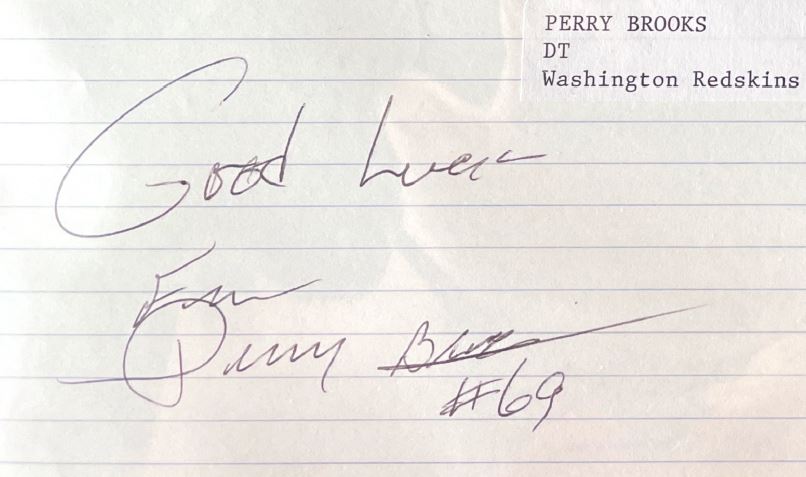 PERRY BROOKS
DT
Washington Redskins
Good Luck
From
Perry Brooks
#69